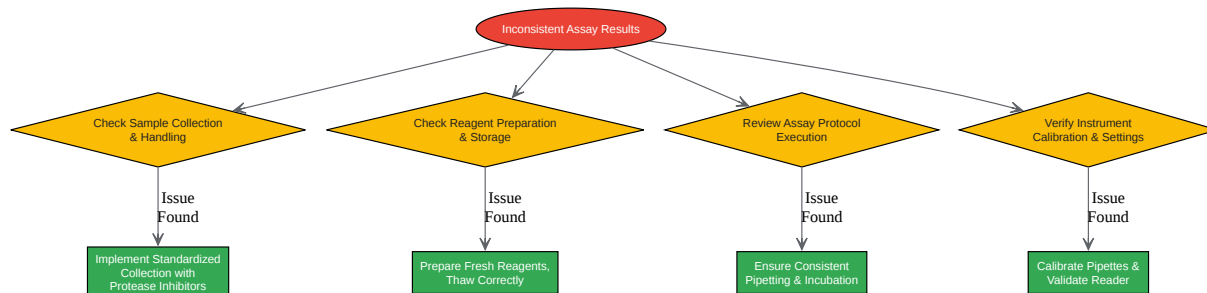 Inconsistent Assay Results
Check Sample Collection
& Handling
Check Reagent Preparation
& Storage
Review Assay Protocol
Execution
Verify Instrument
Calibration & Settings
Issue
Found
Issue
Found
Issue
Found
Issue
Found
Implement Standardized
Collection with
Protease Inhibitors
Prepare Fresh Reagents,
Thaw Correctly
Ensure Consistent
Pipetting & Incubation
Calibrate Pipettes &
Validate Reader